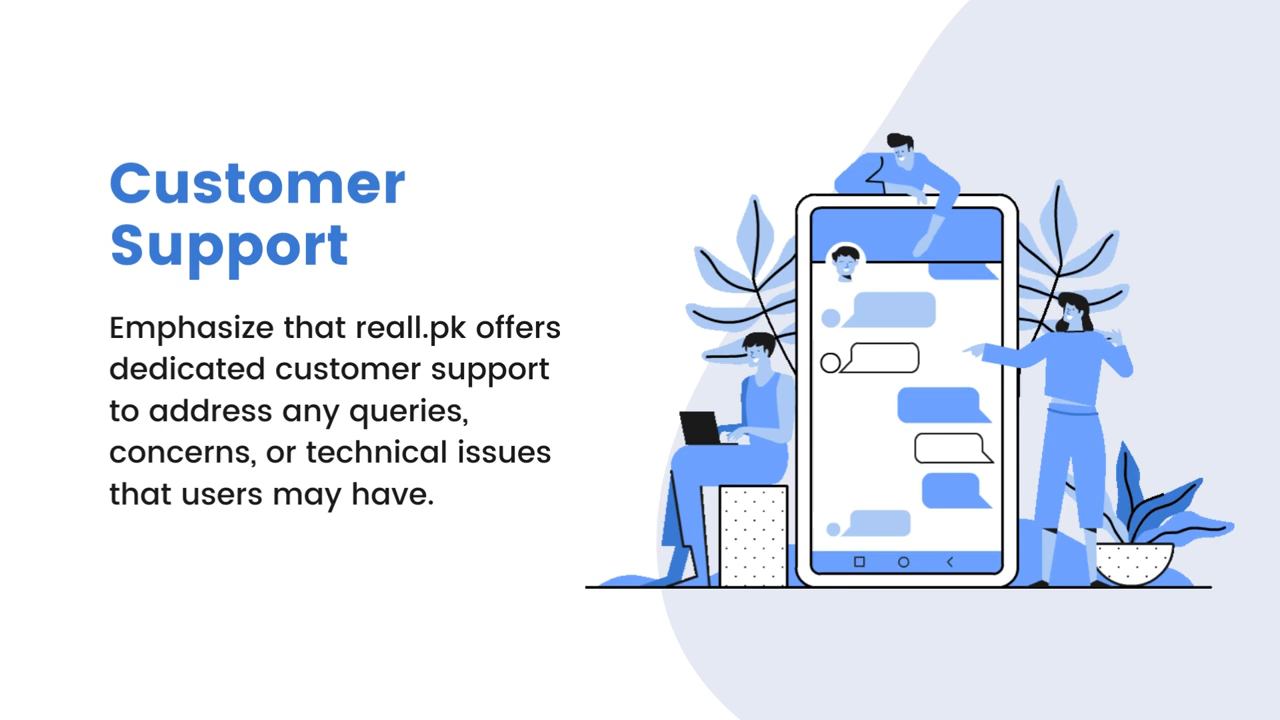 Customer
Support
Emphasize that reall.pk offers
dedicated customer support
to address any queries,
concerns, or technical issues
that users may have.